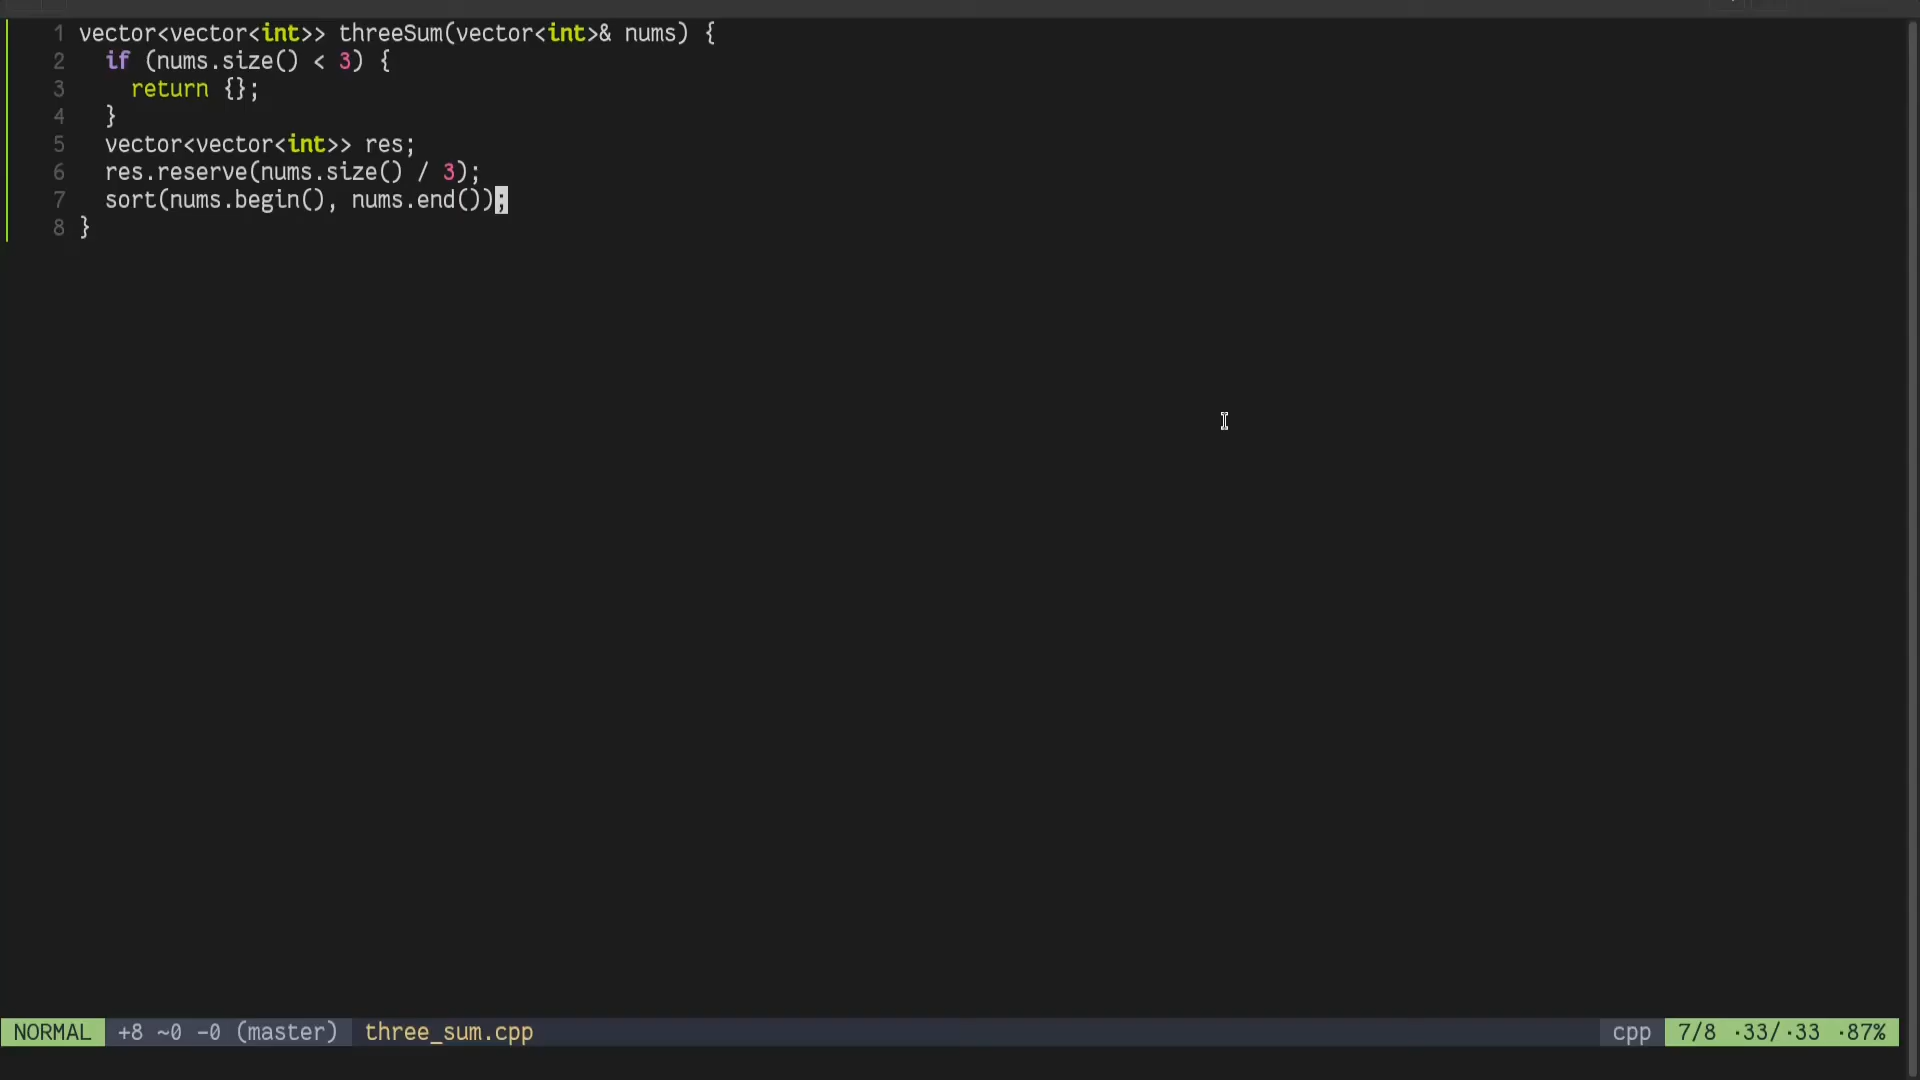 1 vector<vector<int>> threeSum(vector<int>& nums) {
2   if (nums.size() < 3) {
3     return {};
4   }
5   vector<vector<int>> res;
6   res.reserve(nums.size() / 3);
7   sort(nums.begin(), nums.end());
8 }
NORMAL +8 ~0 -0 (master) three_sum.cpp cpp 7/8 ·33/·33 ·87%